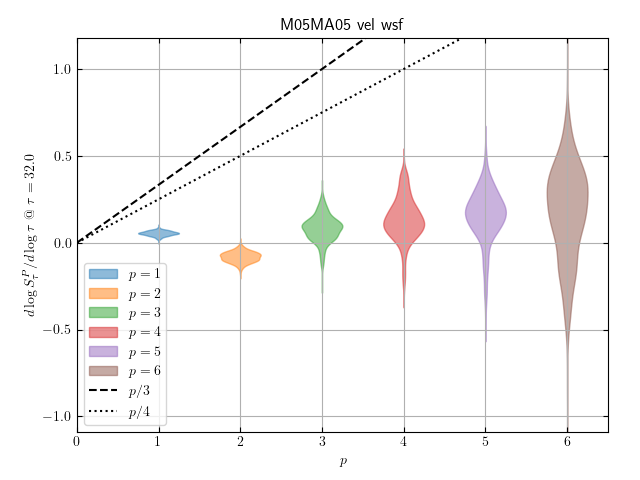 M05MA05 vel wsf
d log S_τ^P / d log τ @ τ = 32.0
1.0
0.5
0.0
−0.5
−1.0
p = 1
p = 2
p = 3
p = 4
p = 5
p = 6
p/3
p/4
0 1 2 3 4 5 6
p